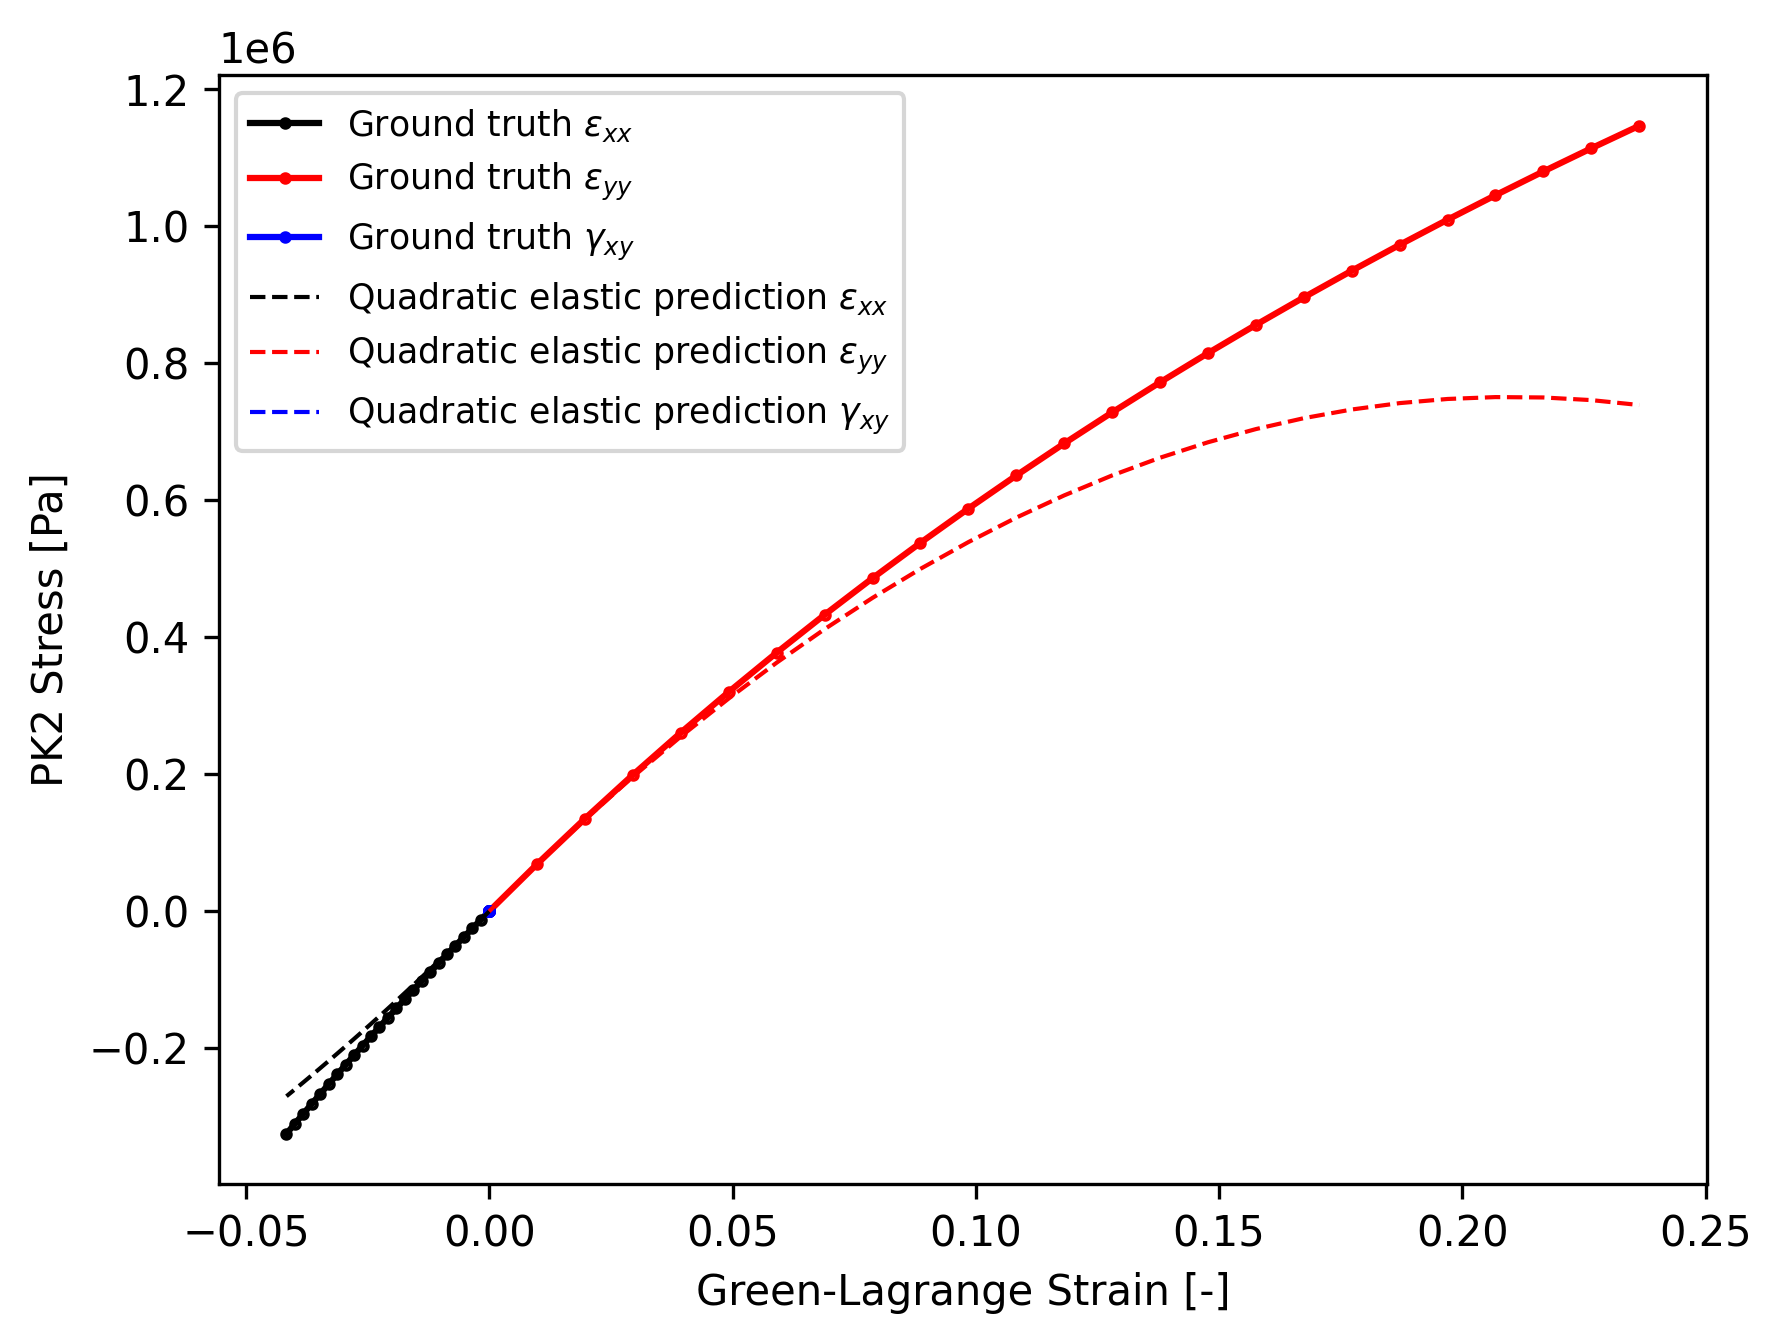 1e6
1.2
1.0
0.8
0.6
0.4
0.2
0.0
−0.2
PK2 Stress [Pa]
Ground truth εxx
Ground truth εyy
Ground truth γxy
Quadratic elastic prediction εxx
Quadratic elastic prediction εyy
Quadratic elastic prediction γxy
−0.05 0.00 0.05 0.10 0.15 0.20 0.25
Green-Lagrange Strain [-]